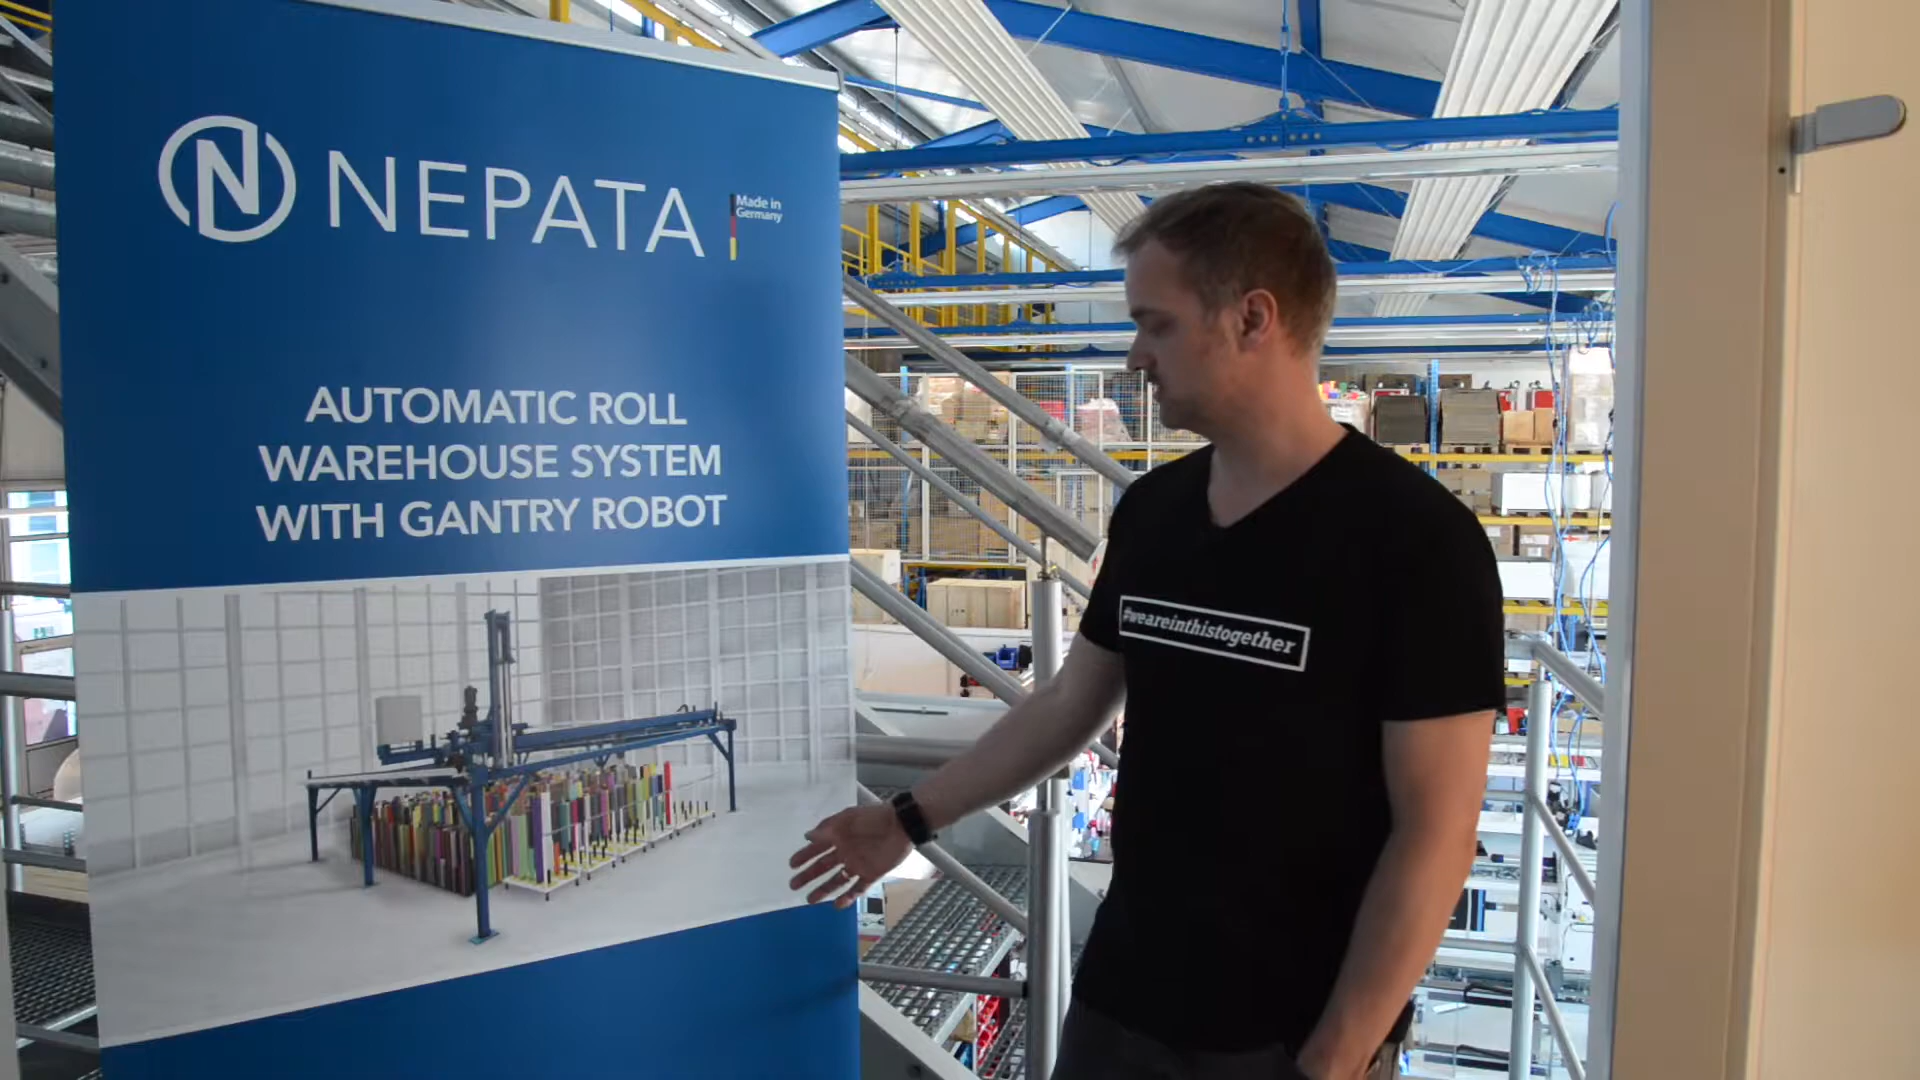 NEPATA
Made in
Germany
AUTOMATIC ROLL
WAREHOUSE SYSTEM
WITH GANTRY ROBOT
#weareinthistogether